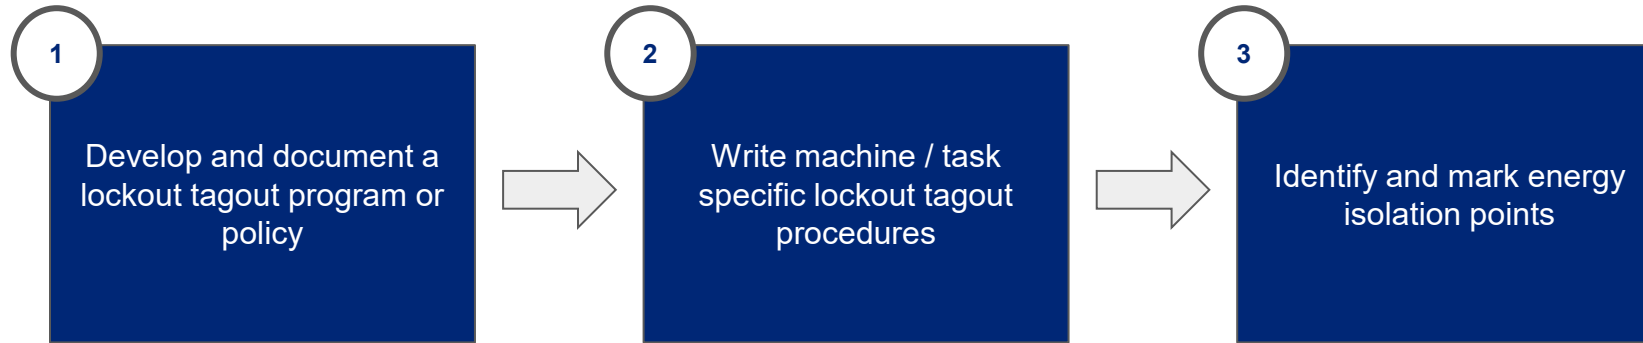 1
Develop and document a
lockout tagout program or
policy
2
Write machine / task
specific lockout tagout
procedures
3
Identify and mark energy
isolation points